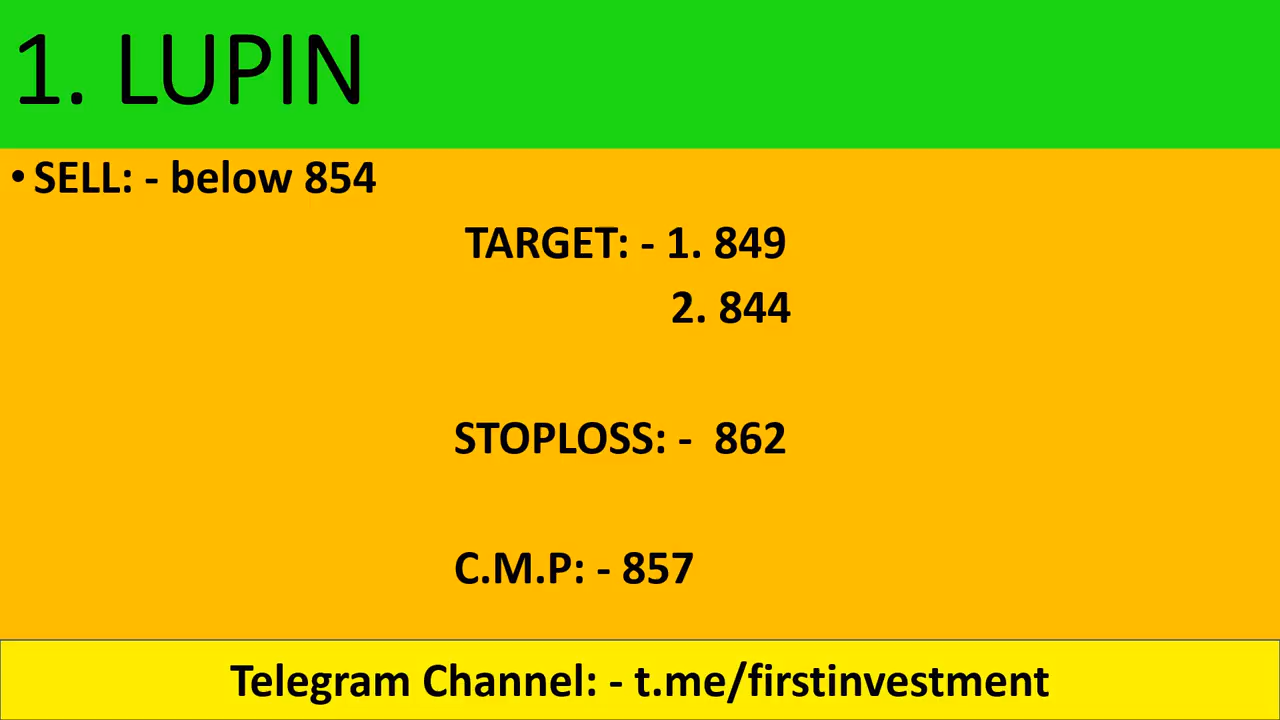 1. LUPIN
• SELL: - below 854
TARGET: - 1. 849
2. 844
STOPLOSS: -  862
C.M.P: - 857
Telegram Channel: - t.me/firstinvestment